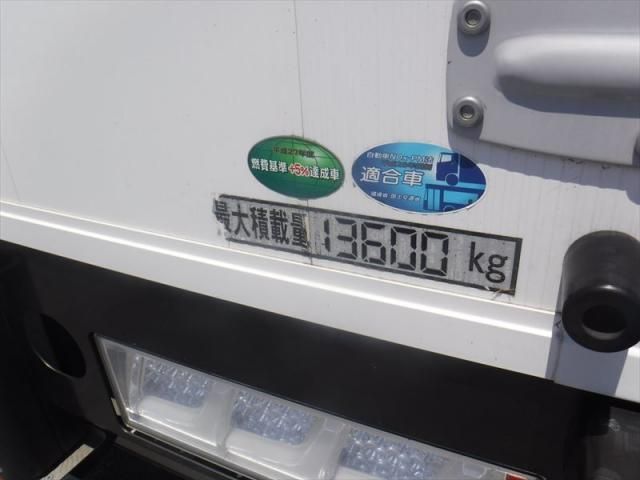 平成27年度
燃費基準+5%達成車
自動車NOx・PM法
適合車
環境省・国土交通省
最大積載量 13600 kg